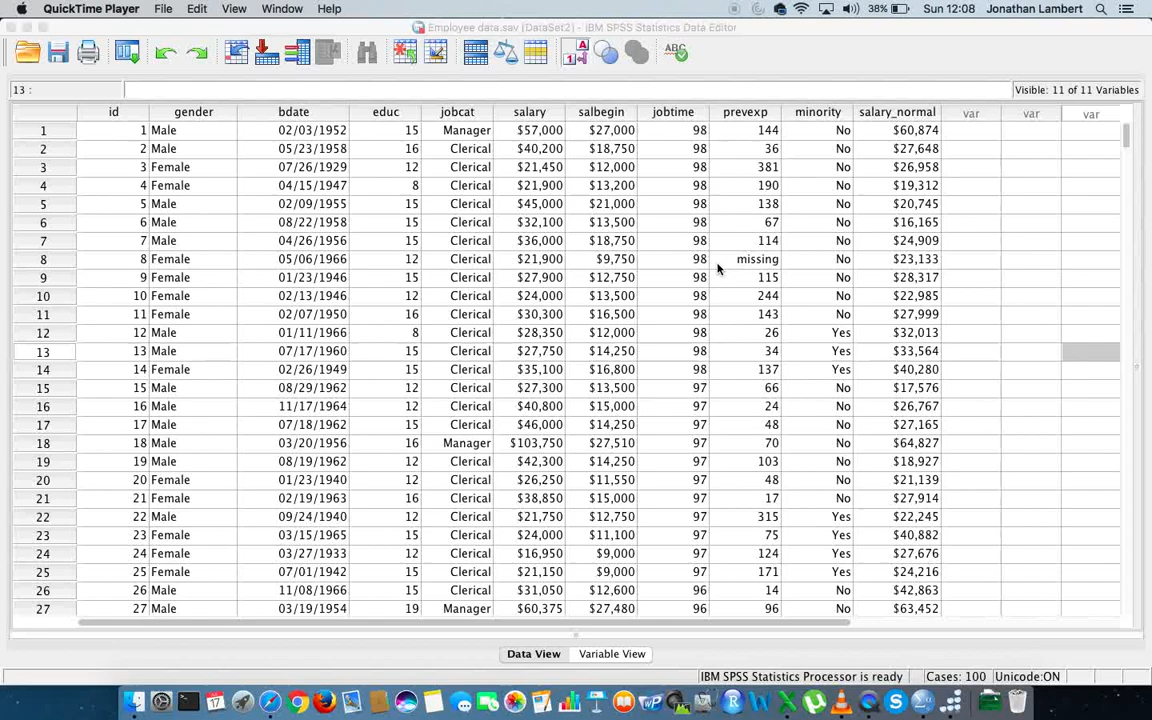 QuickTime Player File Edit View Window Help 38% Sun 12:08 Jonathan Lambert
Employee data.sav [DataSet2] - IBM SPSS Statistics Data Editor
A
1 ABC
13 : Visible: 11 of 11 Variables
id gender bdate educ jobcat salary salbegin jobtime prevexp minority salary_normal var var var
1 1 Male 02/03/1952 15 Manager $57,000 $27,000 98 144 No $60,874
2 2 Male 05/23/1958 16 Clerical $40,200 $18,750 98 36 No $27,648
3 3 Female 07/26/1929 12 Clerical $21,450 $12,000 98 381 No $26,958
4 4 Female 04/15/1947 8 Clerical $21,900 $13,200 98 190 No $19,312
5 5 Male 02/09/1955 15 Clerical $45,000 $21,000 98 138 No $20,745
6 6 Male 08/22/1958 15 Clerical $32,100 $13,500 98 67 No $16,165
7 7 Male 04/26/1956 15 Clerical $36,000 $18,750 98 114 No $24,909
8 8 Female 05/06/1966 12 Clerical $21,900 $9,750 98 missing No $23,133
9 9 Female 01/23/1946 15 Clerical $27,900 $12,750 98 115 No $28,317
10 10 Female 02/13/1946 12 Clerical $24,000 $13,500 98 244 No $22,985
11 11 Female 02/07/1950 16 Clerical $30,300 $16,500 98 143 No $27,999
12 12 Male 01/11/1966 8 Clerical $28,350 $12,000 98 26 Yes $32,013
13 13 Male 07/17/1960 15 Clerical $27,750 $14,250 98 34 Yes $33,564
14 14 Female 02/26/1949 15 Clerical $35,100 $16,800 98 137 Yes $40,280
15 15 Male 08/29/1962 12 Clerical $27,300 $13,500 97 66 No $17,576
16 16 Male 11/17/1964 12 Clerical $40,800 $15,000 97 24 No $26,767
17 17 Male 07/18/1962 15 Clerical $46,000 $14,250 97 48 No $27,165
18 18 Male 03/20/1956 16 Manager $103,750 $27,510 97 70 No $64,827
19 19 Male 08/19/1962 12 Clerical $42,300 $14,250 97 103 No $18,927
20 20 Female 01/23/1940 12 Clerical $26,250 $11,550 97 48 No $21,139
21 21 Female 02/19/1963 16 Clerical $38,850 $15,000 97 17 No $27,914
22 22 Male 09/24/1940 12 Clerical $21,750 $12,750 97 315 Yes $22,245
23 23 Female 03/15/1965 15 Clerical $24,000 $11,100 97 75 Yes $40,882
24 24 Female 03/27/1933 12 Clerical $16,950 $9,000 97 124 Yes $27,676
25 25 Female 07/01/1942 15 Clerical $21,150 $9,000 97 171 Yes $24,216
26 26 Male 11/08/1966 15 Clerical $31,050 $12,600 96 14 No $42,863
27 27 Male 03/19/1954 19 Manager $60,375 $27,480 96 96 No $63,452
Data View Variable View
IBM SPSS Statistics Processor is ready Cases: 100 Unicode:ON
17 WP R W X S